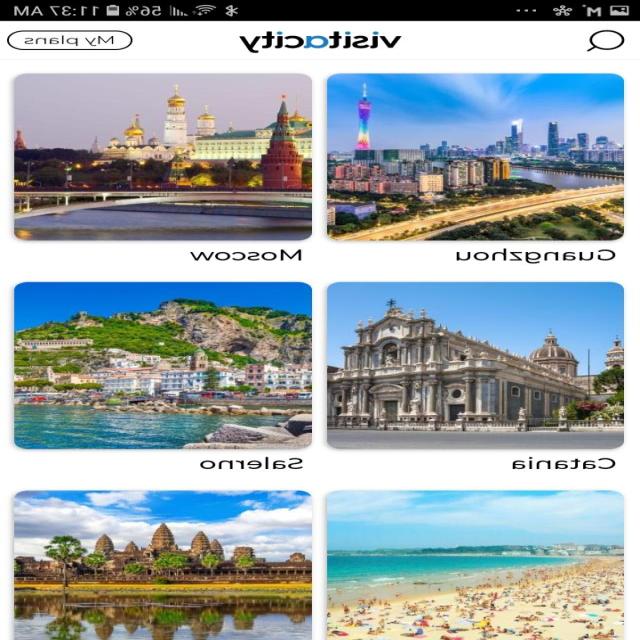 11:37 AM 56%
visitacity
My plans
Guangzhou Moscow
Catania Salerno